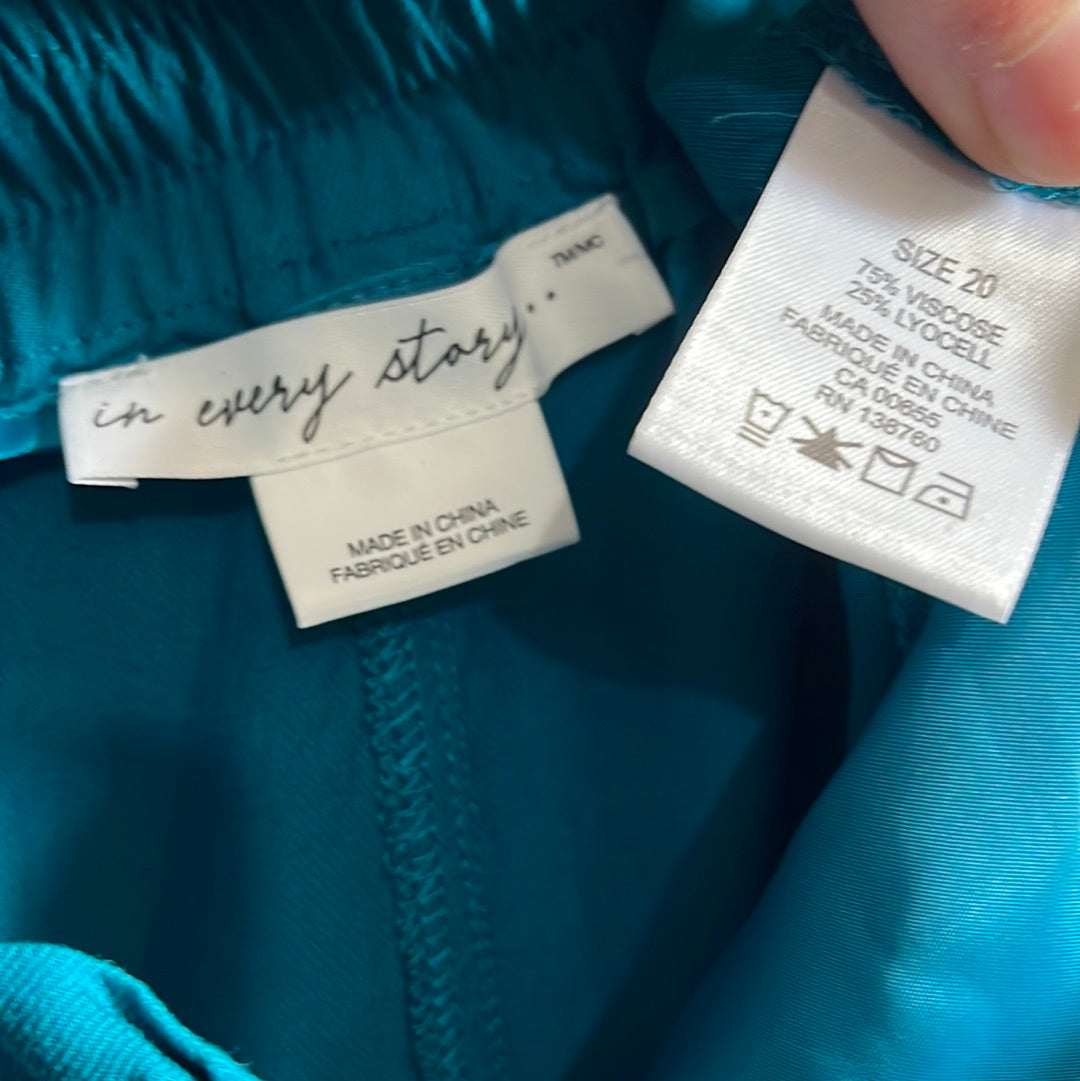 in every story...
TM/MC
MADE IN CHINA
FABRIQUÉ EN CHINE
SIZE 20
75% VISCOSE
25% LYOCELL
MADE IN CHINA
FABRIQUÉ EN CHINE
CA 00655
RN 138760